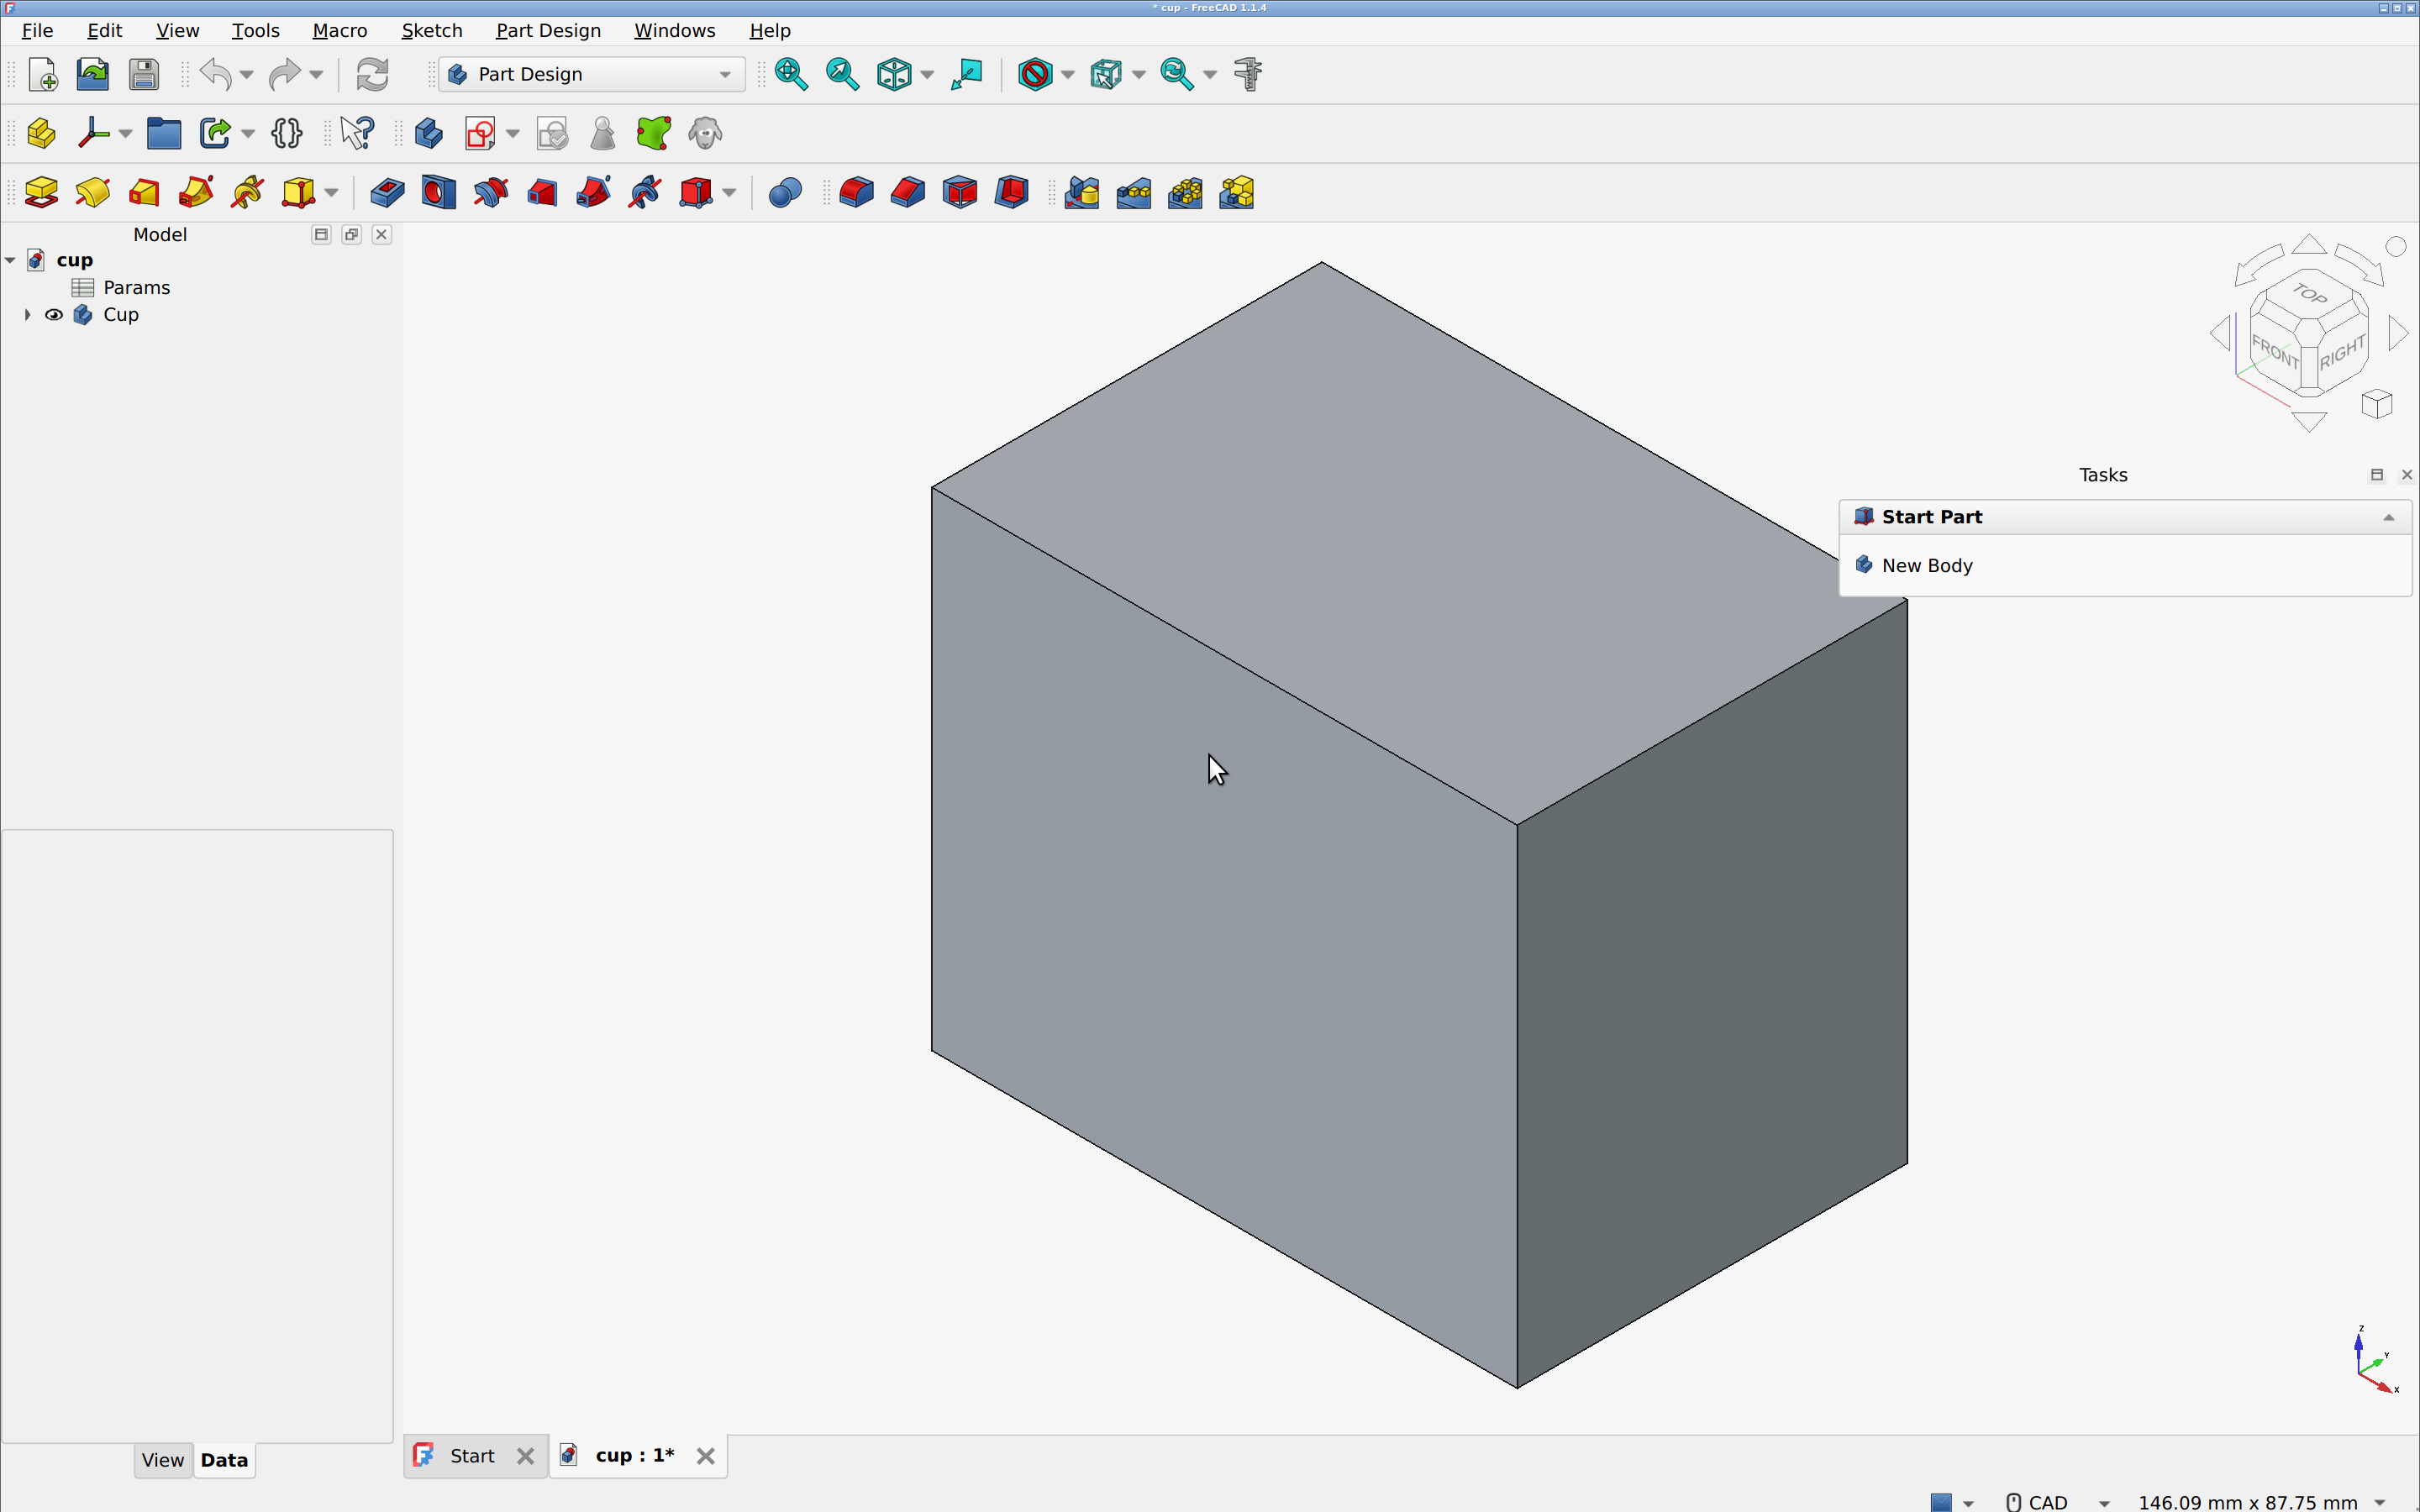 * cup - FreeCAD 1.1.4
File Edit View Tools Macro Sketch Part Design Windows Help
Part Design
Model
cup
Params
Cup
TOP
FRONT
RIGHT
Tasks
Start Part
New Body
Z
Y
X
View Data
Start
cup : 1*
CAD
146.09 mm x 87.75 mm